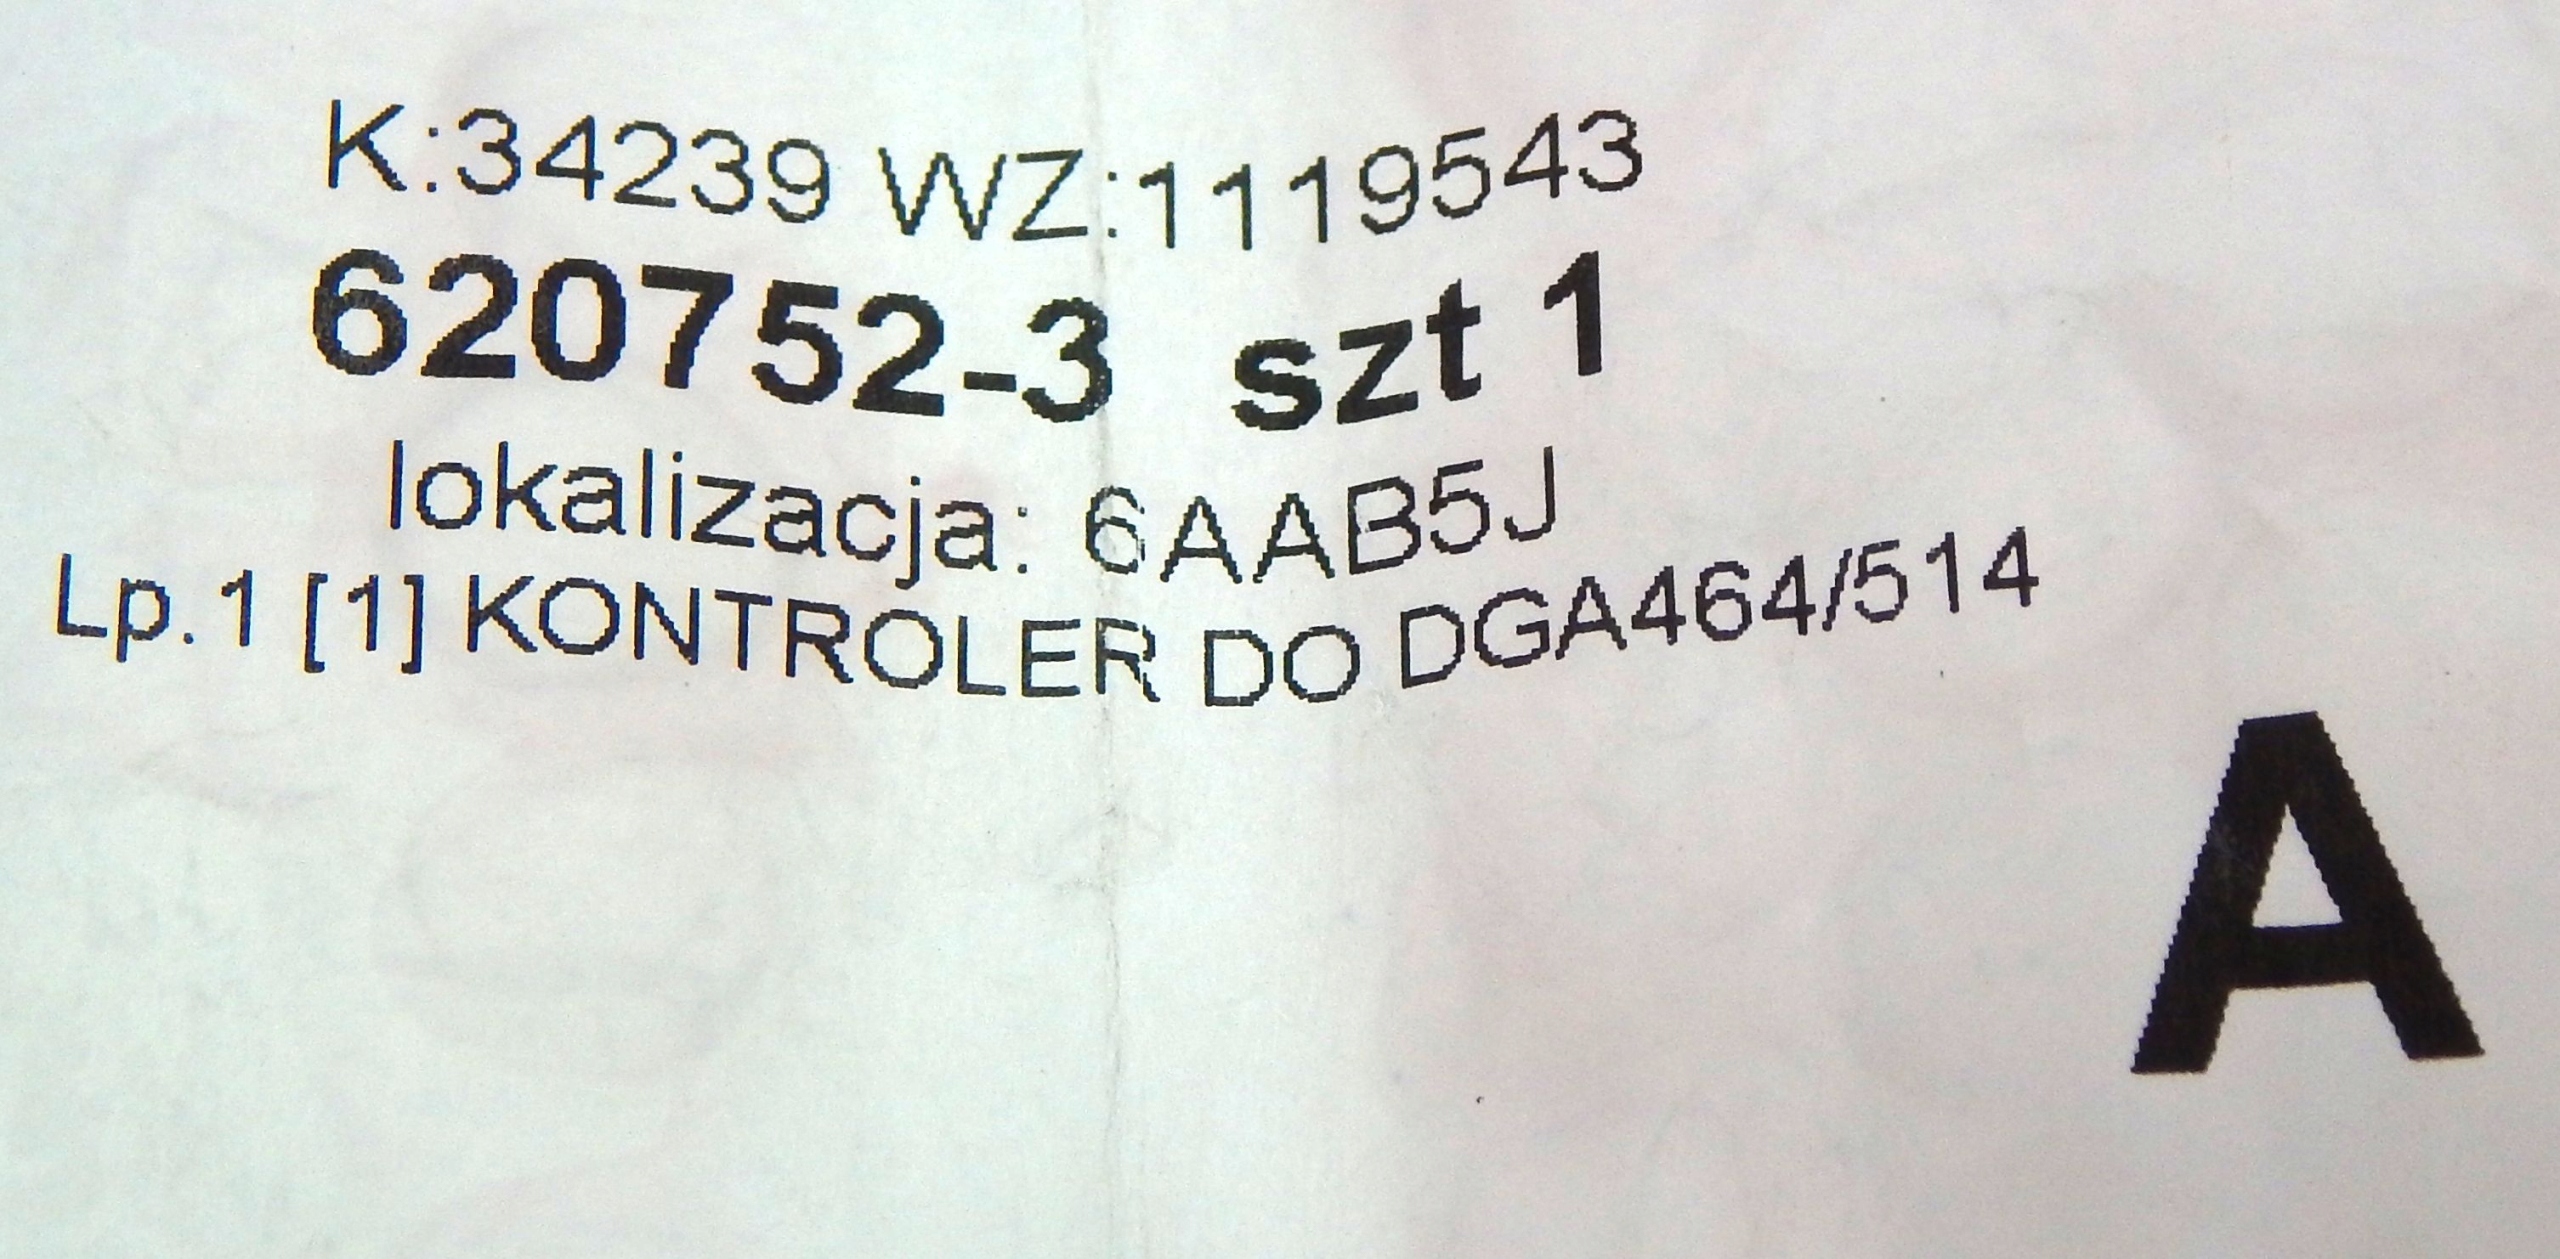 K:34239 WZ:1119543
620752-3 szt 1
lokalizacja: 6AAB5J
Lp.1 [1] KONTROLER DO DGA464/514
A